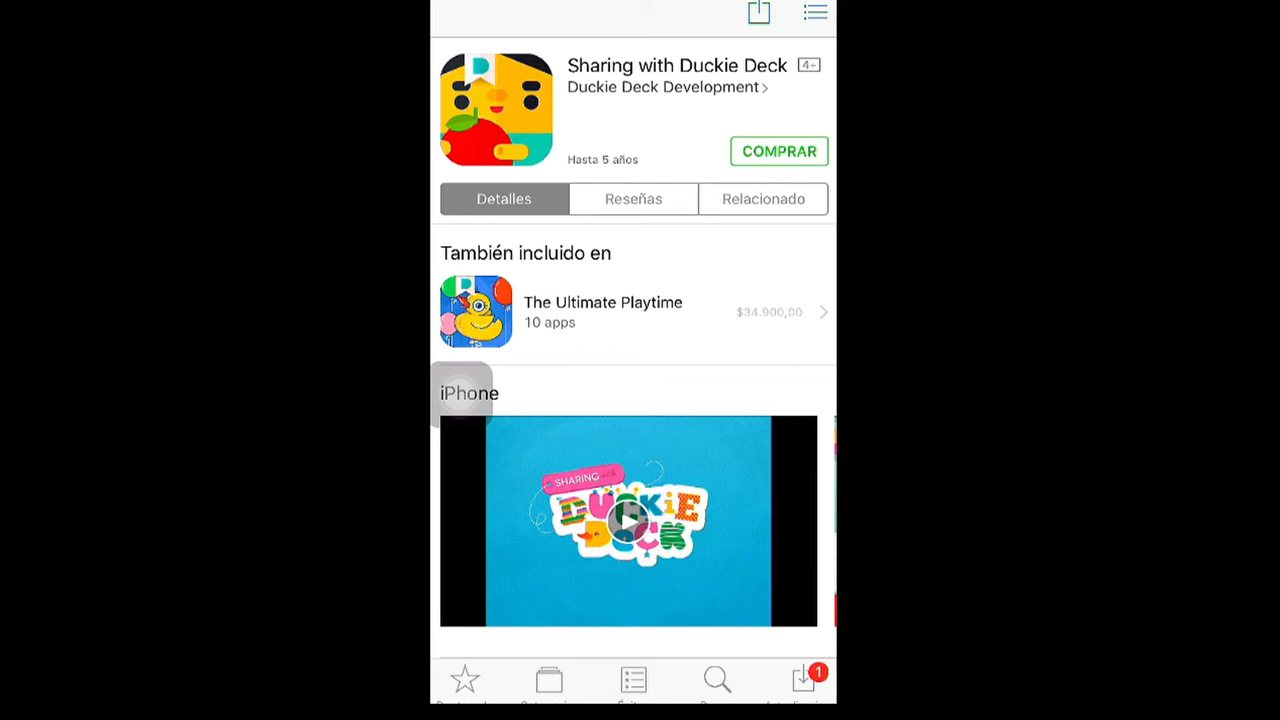 Sharing with Duckie Deck 4+
Duckie Deck Development
Hasta 5 años
COMPRAR
Detalles
Reseñas
Relacionado
También incluido en
The Ultimate Playtime
10 apps
$34.900,00
iPhone
SHARING with
DUCKIE
DECK
1